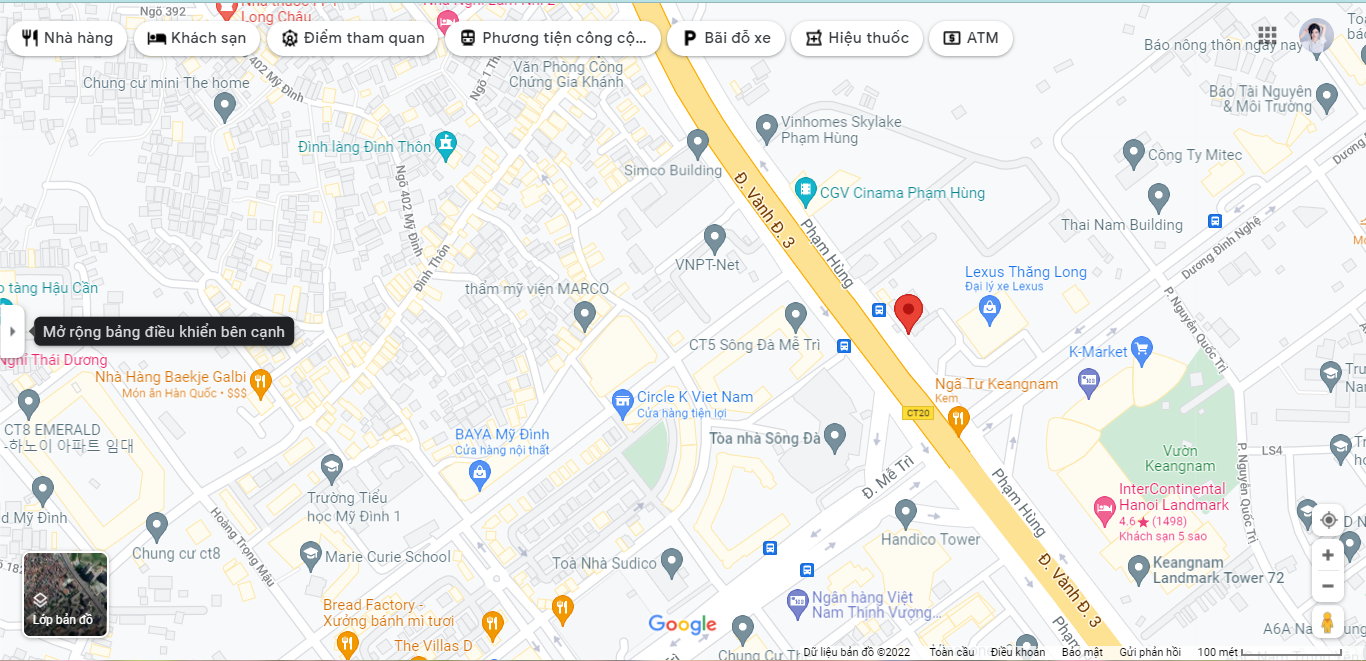 Ngõ 392
Long Châu
Nhà hàng
Khách sạn
Điểm tham quan
Phương tiện công cộ...
Bãi đỗ xe
Hiệu thuốc
ATM
Báo nông thôn ngày nay
402 Mỹ Đình
Văn Phòng Công
Chứng Gia Khánh
Chung cư mini The home
Báo Tài Nguyên
& Môi Trường
Vinhomes Skylake
Phạm Hùng
Đình làng Đình Thôn
Công Ty Mitec
Simco Building
Ngõ 402 Mỹ Đình
Đ. Vành Đ. 3
CGV Cinama Phạm Hùng
Thai Nam Building
Phạm Hùng
Dương Đình Nghệ
Đình Thôn
VNPT-Net
Lexus Thăng Long
Đại lý xe Lexus
o tàng Hậu Cần
thẩm mỹ viện MARCO
P. Nguyễn Quốc Trị
Mở rộng bảng điều khiển bên cạnh
CT5 Sông Đà Mễ Trì
K-Market
Nghỉ Thái Dương
Nhà Hàng Baekje Galbi
Món ăn Hàn Quốc • $$$
Ngã Tư Keangnam
Kem
Circle K Viet Nam
Cửa hàng tiện lợi
CT20
CT8 EMERALD
-하노이 아파트 임대
BAYA Mỹ Đình
Cửa hàng nội thất
Tòa nhà Sông Đà
Vườn
Keangnam
LS4
P. Nguyễn Quốc Trị
Đ. Mễ Trì
Phạm Hùng
InterContinental
Hanoi Landmark
4.6★ (1498)
Khách sạn 5 sao
Trường Tiểu
học Mỹ Đình 1
d Mỹ Đình
Hoàng Trọng Mậu
Handico Tower
Chung cư ct8
Marie Curie School
Toà Nhà Sudico
Keangnam
Landmark Tower 72
Đ. Vành Đ. 3
Lớp bản đồ
Bread Factory -
Xưởng bánh mì tươi
The Villas D
Ngân hàng Việt
Nam Thịnh Vượng...
Google
Dữ liệu bản đồ ©2022
Toàn cầu
Điều khoản
Bảo mật
Gửi phản hồi
100 mét